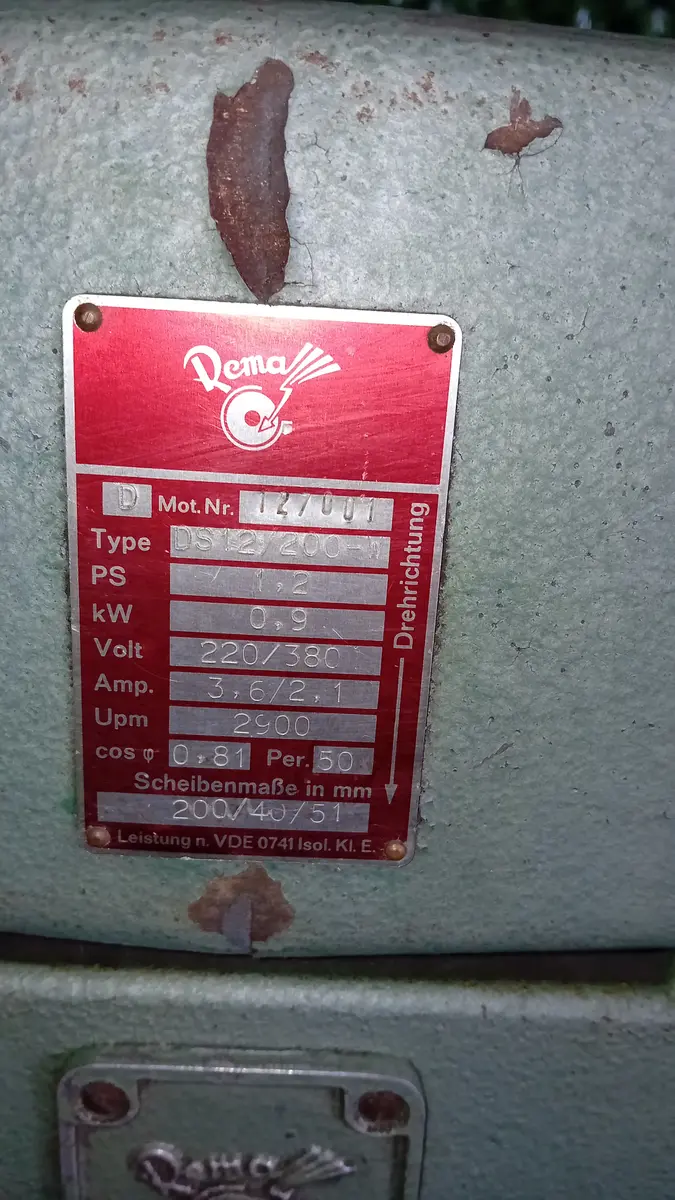 Rema
D Mot. Nr. 127001
Type DS12/200-W
PS 1,2
kW 0,9
Volt 220/380
Amp. 3,6/2,1
Upm 2900
cos φ 0,81 Per. 50
Scheibenmaße in mm
200/40/51
Leistung n. VDE 0741 Isol. Kl. E.
Drehrichtung
Rema